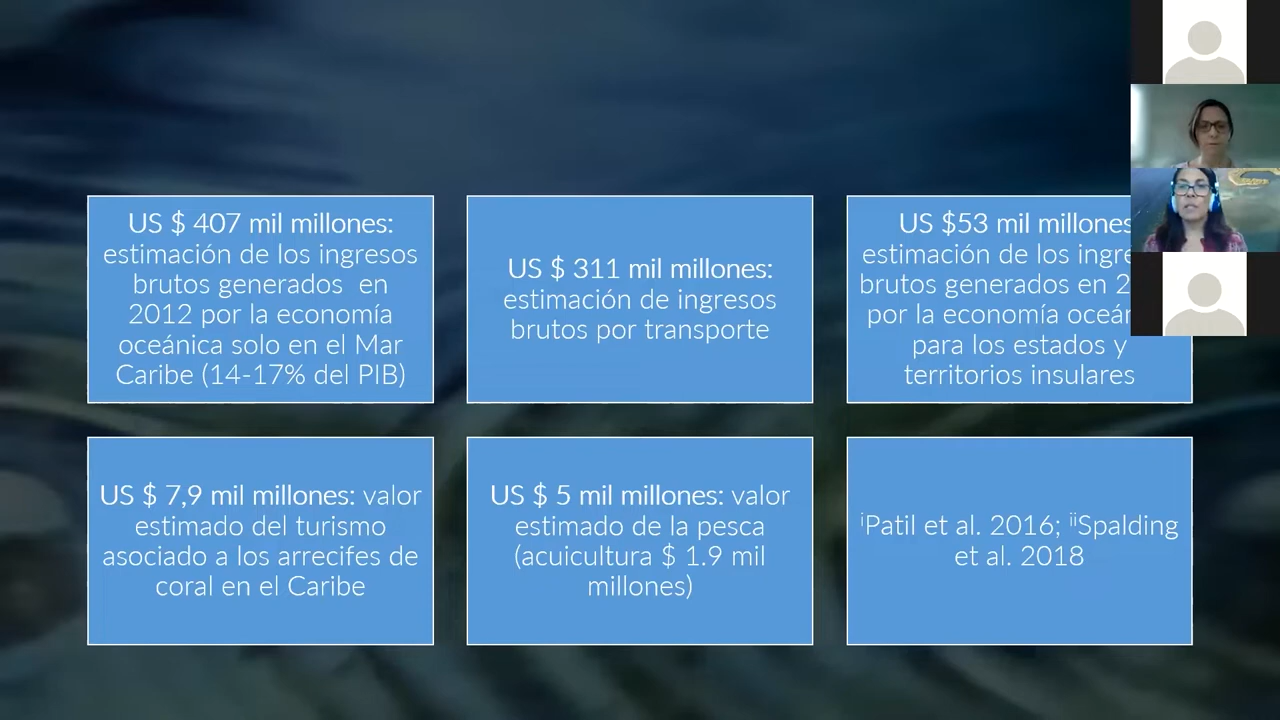 US $ 407 mil millones:
estimación de los ingresos
brutos generados en
2012 por la economía
oceánica solo en el Mar
Caribe (14-17% del PIB)
US $ 311 mil millones:
estimación de ingresos
brutos por transporte
US $53 mil millones
estimación de los
brutos generados en
por la economía
para los estados y
territorios insulares
US $ 7,9 mil millones: valor
estimado del turismo
asociado a los arrecifes de
coral en el Caribe
US $ 5 mil millones: valor
estimado de la pesca
(acuicultura $ 1.9 mil
millones)
ⁱPatil et al. 2016; ⁱⁱSpalding
et al. 2018